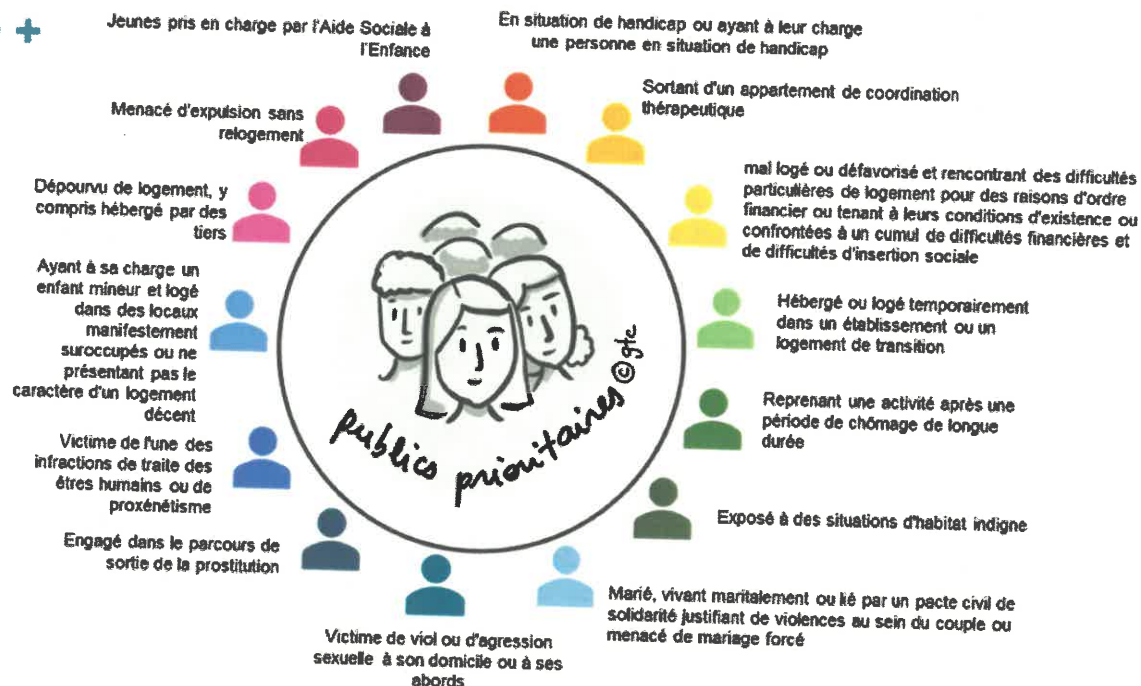 Jeunes pris en charge par l'Aide Sociale à
l'Enfance
En situation de handicap ou ayant à leur charge
une personne en situation de handicap
Sortant d'un appartement de coordination
thérapeutique
mal logé ou défavorisé et rencontrant des difficultés
particulières de logement pour des raisons d'ordre
financier ou tenant à leurs conditions d'existence ou
confrontées à un cumul de difficultés financières et
de difficultés d'insertion sociale
Hébergé ou logé temporairement
dans un établissement ou un
logement de transition
Reprenant une activité après une
période de chômage de longue
durée
Exposé à des situations d'habitat indigne
Marié, vivant maritalement ou lié par un pacte civil de
solidarité justifiant de violences au sein du couple ou
menacé de mariage forcé
Victime de viol ou d'agression
sexuelle à son domicile ou à ses
abords
Engagé dans le parcours de
sortie de la prostitution
Victime de l'une des
infractions de traite des
êtres humains ou de
proxénétisme
Ayant à sa charge un
enfant mineur et logé
dans des locaux
manifestement
suroccupés ou ne
présentant pas le
caractère d'un logement
décent
Dépourvu de logement, y
compris hébergé par des
tiers
Menacé d'expulsion sans
relogement
publics prioritaires ©gtc